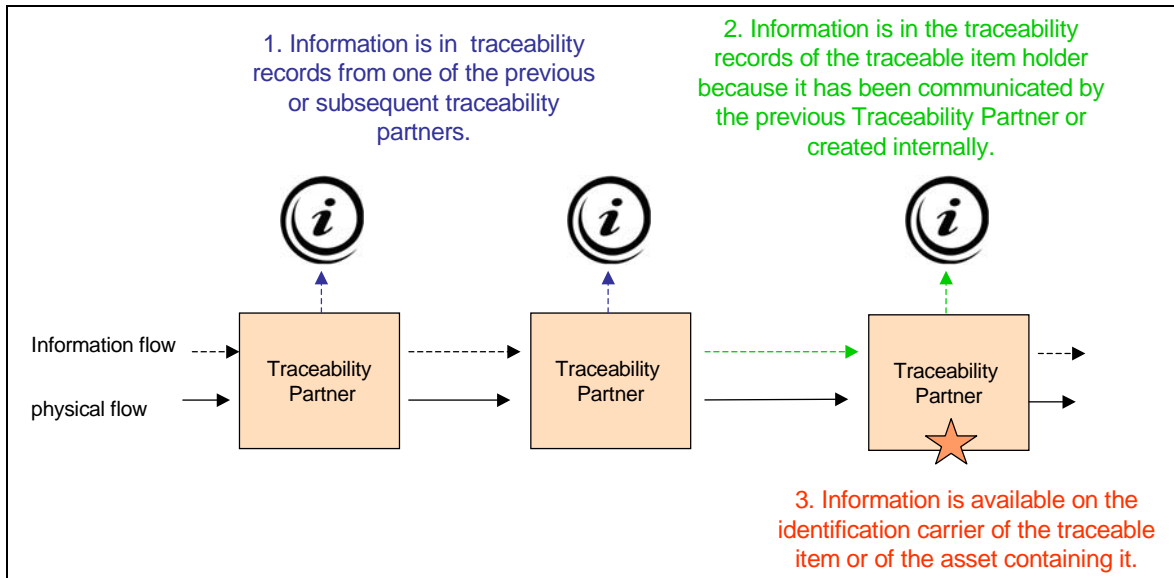 1. Information is in traceability
records from one of the previous
or subsequent traceability
partners.
2. Information is in the traceability
records of the traceable item holder
because it has been communicated by
the previous Traceability Partner or
created internally.
i
i
i
Information flow
physical flow
Traceability
Partner
Traceability
Partner
Traceability
Partner
3. Information is available on the
identification carrier of the traceable
item or of the asset containing it.